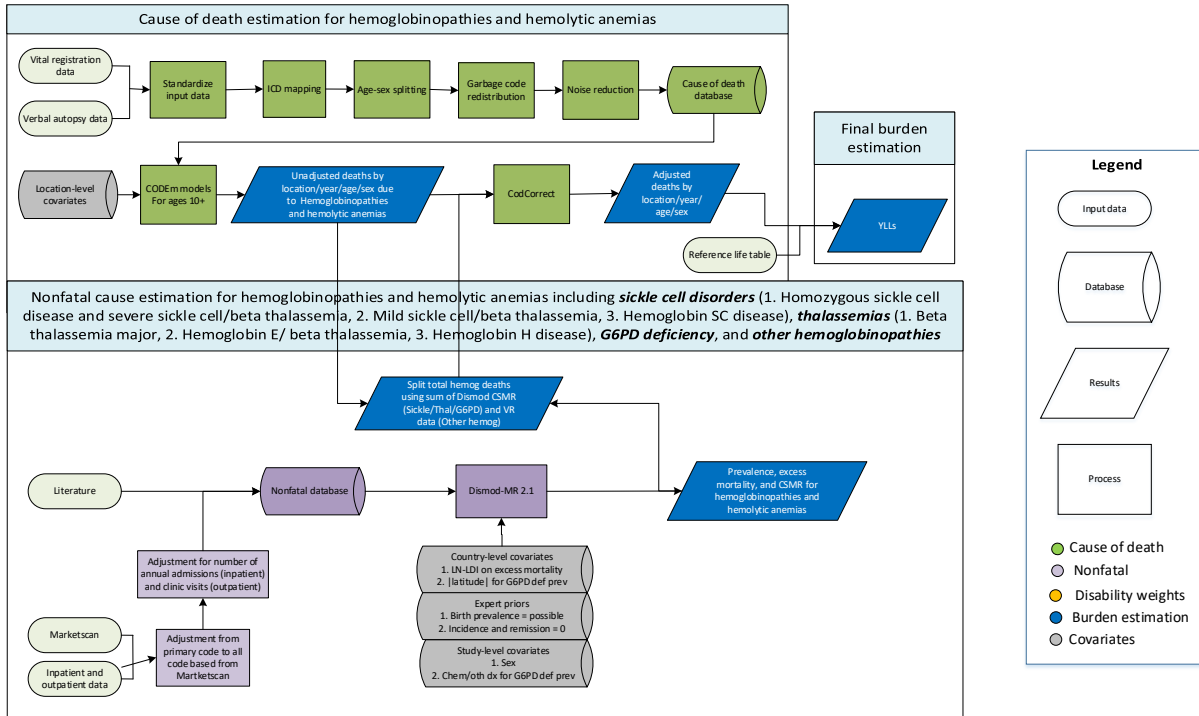 Cause of death estimation for hemoglobinopathies and hemolytic anemias
Vital registration
data
Verbal autopsy data
Standardize
input data
ICD mapping
Age-sex splitting
Garbage code
redistribution
Noise reduction
Cause of death
database
Location-level
covariates
CODEm models
For ages 10+
Unadjusted deaths by
location/year/age/sex due
to Hemoglobinopathies
and hemolytic anemias
CodCorrect
Adjusted
deaths by
location/year/
age/sex
Reference life table
Final burden
estimation
YLLs
Nonfatal cause estimation for hemoglobinopathies and hemolytic anemias including sickle cell disorders (1. Homozygous sickle cell
disease and severe sickle cell/beta thalassemia, 2. Mild sickle cell/beta thalassemia, 3. Hemoglobin SC disease), thalassemias (1. Beta
thalassemia major, 2. Hemoglobin E/ beta thalassemia, 3. Hemoglobin H disease), G6PD deficiency, and other hemoglobinopathies
Split total hemog deaths
using sum of Dismod CSMR
(Sickle/Thal/G6PD) and VR
data (Other hemog)
Literature
Nonfatal database
Dismod-MR 2.1
Prevalence, excess
mortality, and CSMR for
hemoglobinopathies and
hemolytic anemias
Adjustment for number of
annual admissions (inpatient)
and clinic visits (outpatient)
Country-level covariates
1. LN-LDI on excess mortality
2. |latitude| for G6PD def prev
Expert priors
1. Birth prevalence = possible
2. Incidence and remission = 0
Study-level covariates
1. Sex
2. Chem/oth dx for G6PD def prev
Marketscan
Inpatient and
outpatient data
Adjustment from
primary code to all
code based from
Martketscan
Legend
Input data
Database
Results
Process
Cause of death
Nonfatal
Disability weights
Burden estimation
Covariates